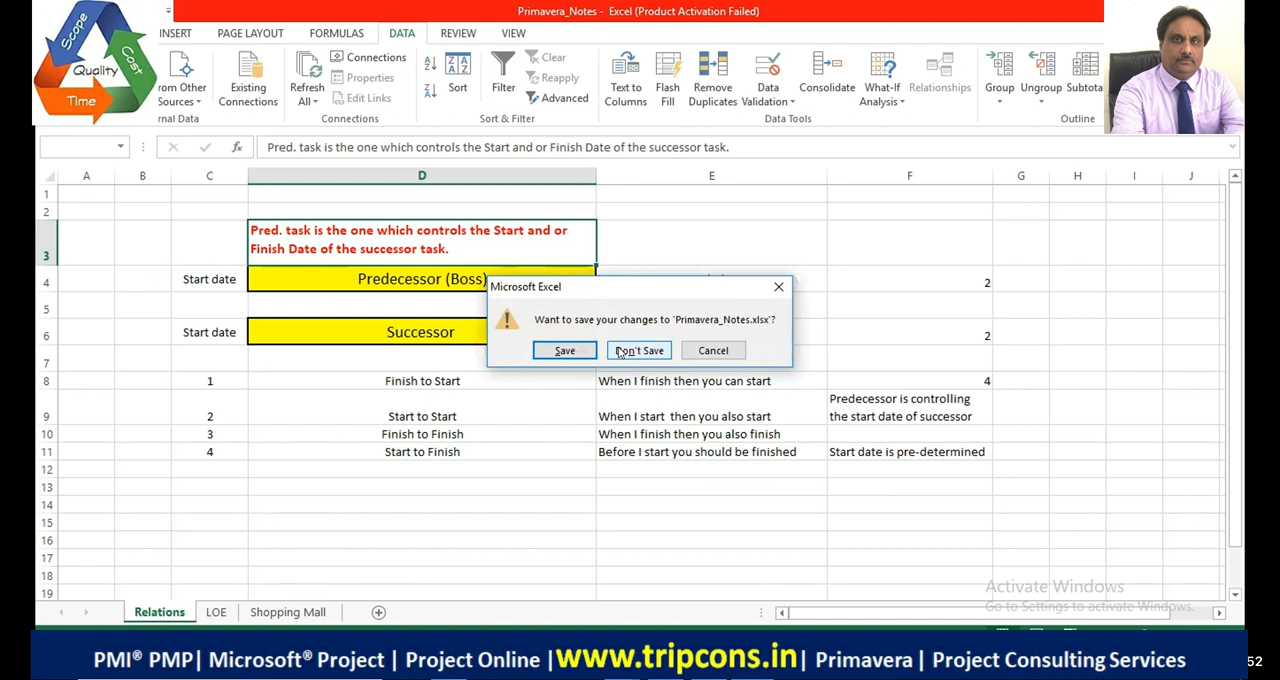 Scope
Quality
Cost
Time
Primavera_Notes - Excel (Product Activation Failed)
INSERT PAGE LAYOUT FORMULAS DATA REVIEW VIEW
From Other Sources
Existing Connections
Refresh All
Connections
Properties
Edit Links
Sort
Filter
Clear
Reapply
Advanced
Text to Columns
Flash Fill
Remove Duplicates
Data Validation
Consolidate
What-If Analysis
Relationships
Group
Ungroup
Subtota
rnal Data Connections Sort & Filter Data Tools Outline
fx Pred. task is the one which controls the Start and or Finish Date of the successor task.
A B C D E F G H I J
1
2
3 Pred. task is the one which controls the Start and or
Finish Date of the successor task.
4 Start date Predecessor (Boss) 2
5
6 Start date Successor 2
7
8 1 Finish to Start When I finish then you can start 4
9 2 Start to Start When I start then you also start Predecessor is controlling
the start date of successor
10 3 Finish to Finish When I finish then you also finish
11 4 Start to Finish Before I start you should be finished Start date is pre-determined
12
13
14
15
16
17
18
19
Microsoft Excel
Want to save your changes to 'Primavera_Notes.xlsx'?
Save Don't Save Cancel
Activate Windows
Go to Settings to activate Windows.
Relations LOE Shopping Mall
PMI® PMP| Microsoft® Project | Project Online |www.tripcons.in| Primavera | Project Consulting Services
52